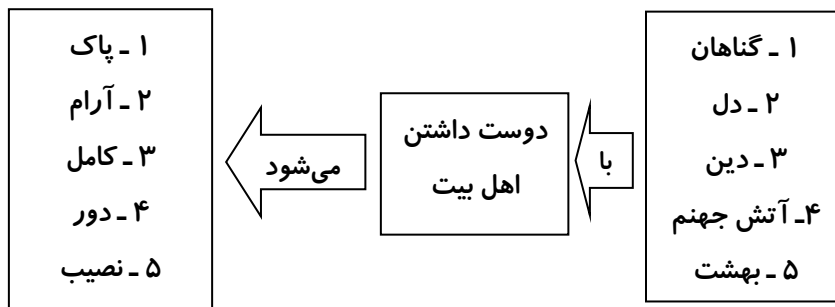 ۱ ـ گناهان
۲ ـ دل
۳ ـ دین
۴ـ آتش جهنم
۵ ـ بهشت
با
دوست داشتن
اهل بیت
می‌شود
۱ ـ پاک
۲ ـ آرام
۳ ـ کامل
۴ ـ دور
۵ ـ نصیب